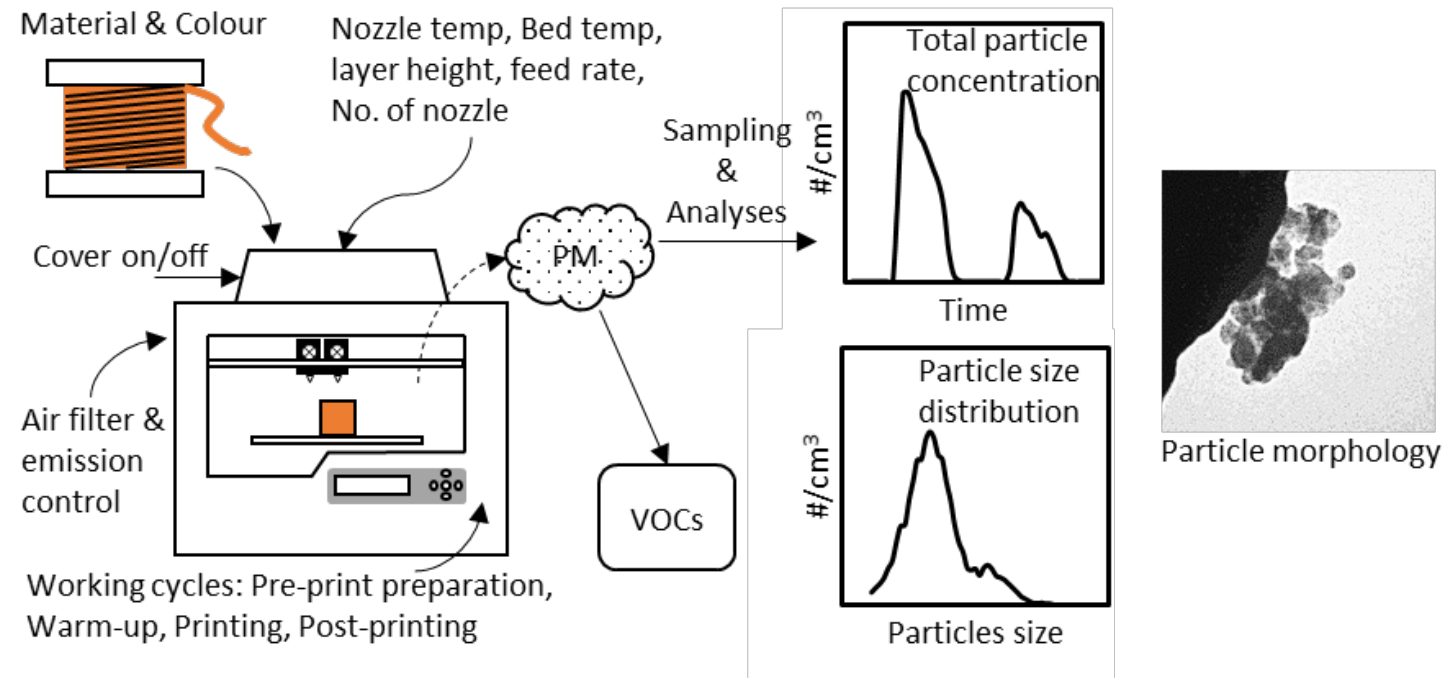 Material & Colour
Nozzle temp, Bed temp,
layer height, feed rate,
No. of nozzle
Cover on/off
Air filter &
emission
control
Working cycles: Pre-print preparation,
Warm-up, Printing, Post-printing
PM
VOCs
Sampling
&
Analyses
Total particle
concentration
#/cm³
Time
Particle size
distribution
#/cm³
Particles size
Particle morphology